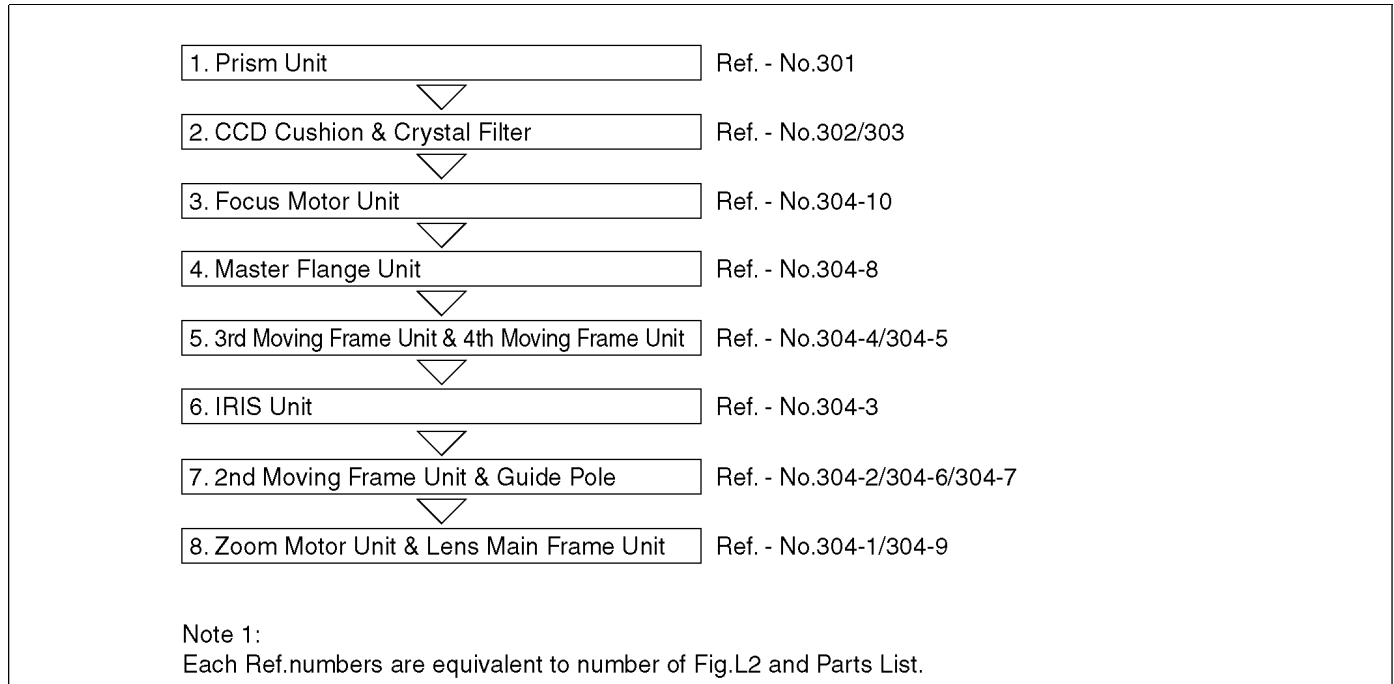 1. Prism Unit Ref. - No.301
2. CCD Cushion & Crystal Filter Ref. - No.302/303
3. Focus Motor Unit Ref. - No.304-10
4. Master Flange Unit Ref. - No.304-8
5. 3rd Moving Frame Unit & 4th Moving Frame Unit Ref. - No.304-4/304-5
6. IRIS Unit Ref. - No.304-3
7. 2nd Moving Frame Unit & Guide Pole Ref. - No.304-2/304-6/304-7
8. Zoom Motor Unit & Lens Main Frame Unit Ref. - No.304-1/304-9
Note 1:
Each Ref.numbers are equivalent to number of Fig.L2 and Parts List.